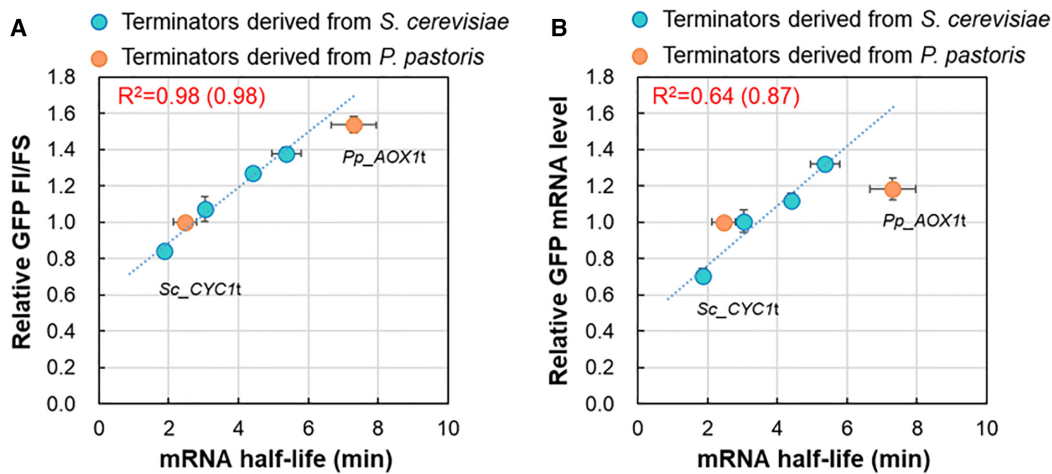 A
Terminators derived from S. cerevisiae
Terminators derived from P. pastoris
R²=0.98 (0.98)
Relative GFP FI/FS
1.8
1.6
1.4
1.2
1.0
0.8
0.6
0.4
0.2
0.0
Pp_AOX1t
Sc_CYC1t
0 2 4 6 8 10
mRNA half-life (min)
B
Terminators derived from S. cerevisiae
Terminators derived from P. pastoris
R²=0.64 (0.87)
Relative GFP mRNA level
1.8
1.6
1.4
1.2
1.0
0.8
0.6
0.4
0.2
0.0
Pp_AOX1t
Sc_CYC1t
0 2 4 6 8 10
mRNA half-life (min)